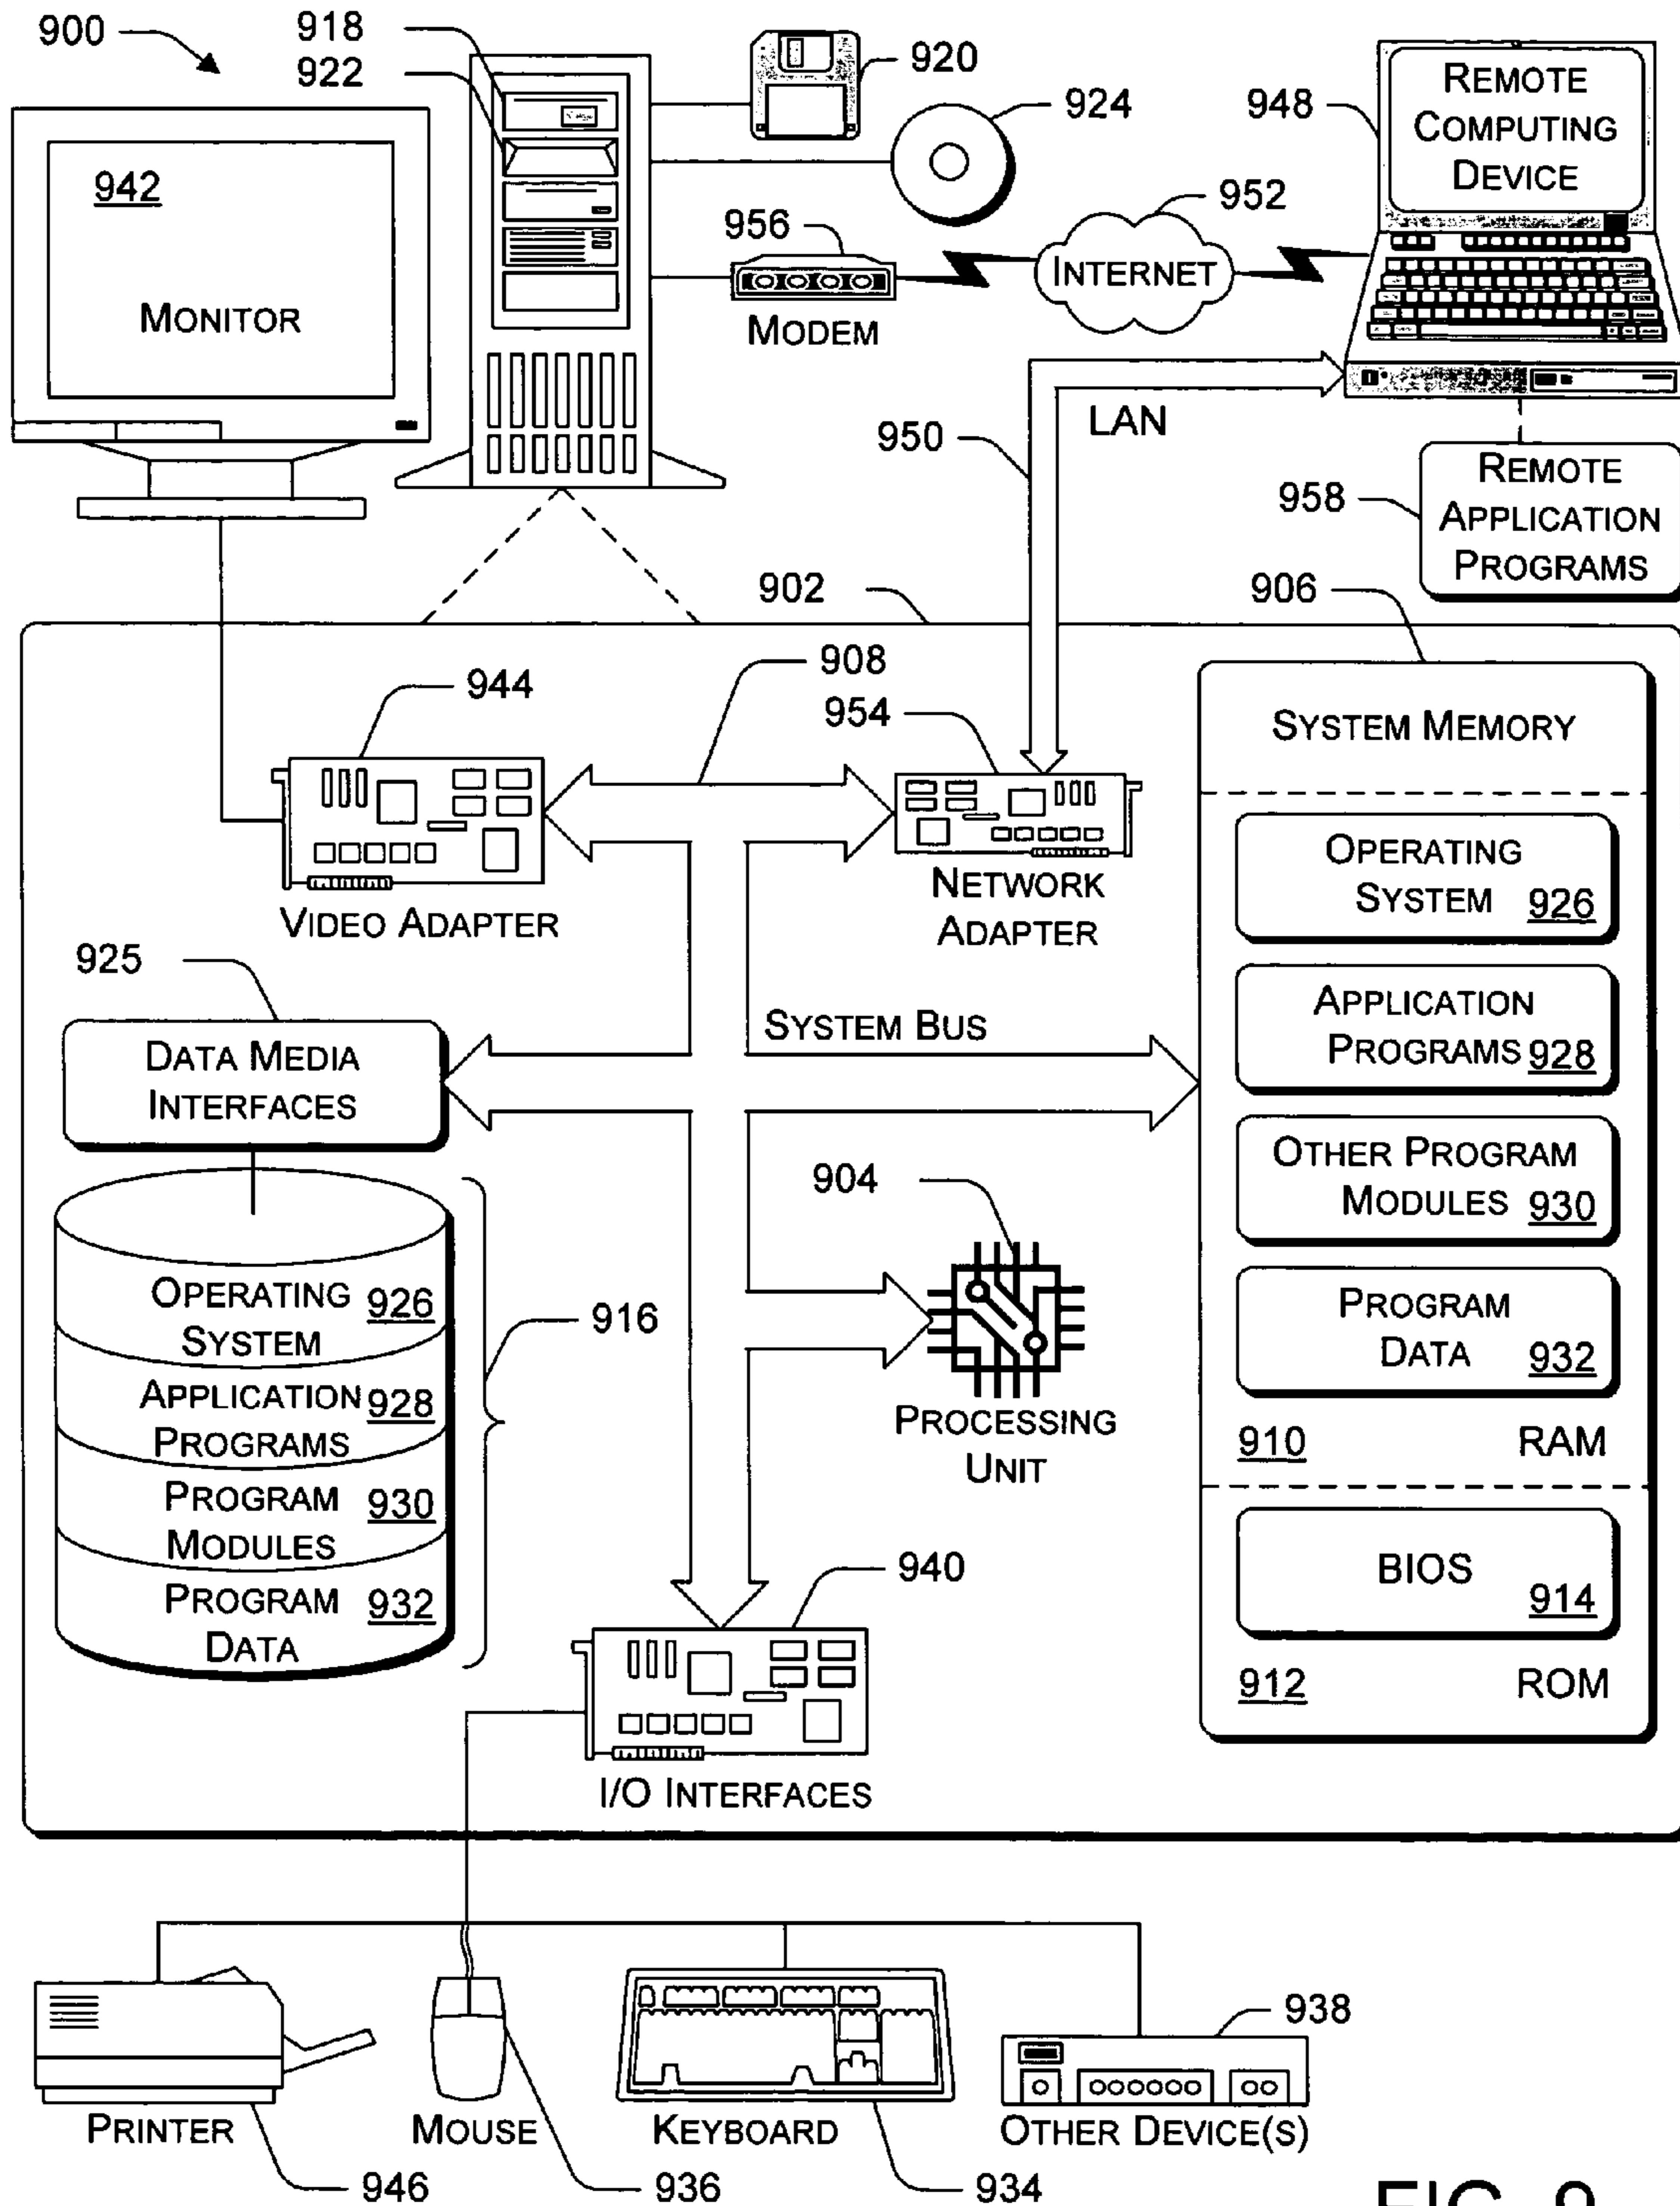 900
918
922
920
924
948
REMOTE
COMPUTING
DEVICE
942
MONITOR
956
MODEM
952
INTERNET
950
LAN
958
REMOTE
APPLICATION
PROGRAMS
902
906
908
944
954
VIDEO ADAPTER
NETWORK
ADAPTER
SYSTEM MEMORY
OPERATING
SYSTEM 926
APPLICATION
PROGRAMS 928
OTHER PROGRAM
MODULES 930
PROGRAM
DATA 932
910 RAM
BIOS
914
912 ROM
925
DATA MEDIA
INTERFACES
SYSTEM BUS
904
PROCESSING
UNIT
OPERATING 926
SYSTEM
APPLICATION 928
PROGRAMS
PROGRAM 930
MODULES
PROGRAM 932
DATA
916
940
I/O INTERFACES
PRINTER
946
MOUSE
936
KEYBOARD
934
938
OTHER DEVICE(S)